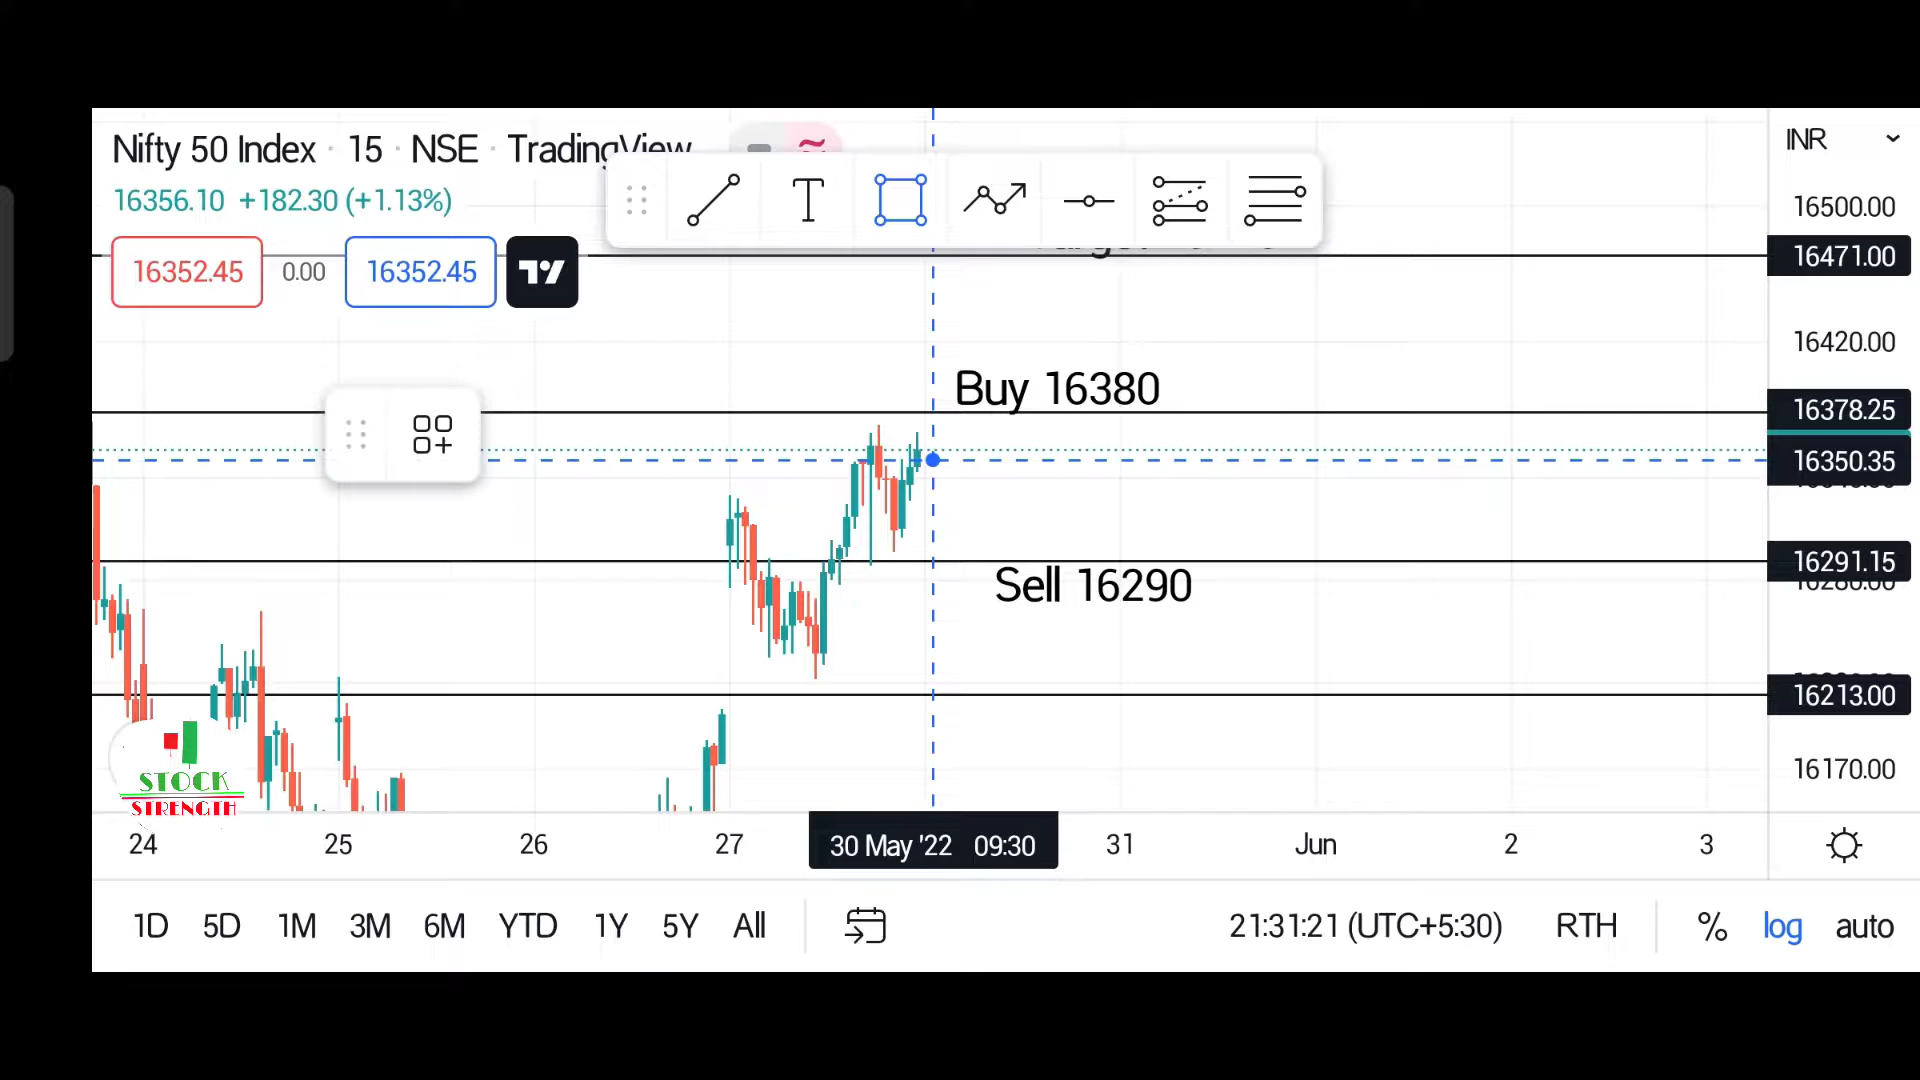 Nifty 50 Index · 15 · NSE · TradingView
16356.10 +182.30 (+1.13%)
16352.45 0.00 16352.45
T
INR
16500.00
16471.00
16420.00
Buy 16380
16378.25
16350.35
16291.15
Sell 16290
16213.00
16170.00
STOCK
STRENGTH
24 25 26 27 30 May '22 09:30 31 Jun 2 3
1D 5D 1M 3M 6M YTD 1Y 5Y All 21:31:21 (UTC+5:30) RTH % log auto